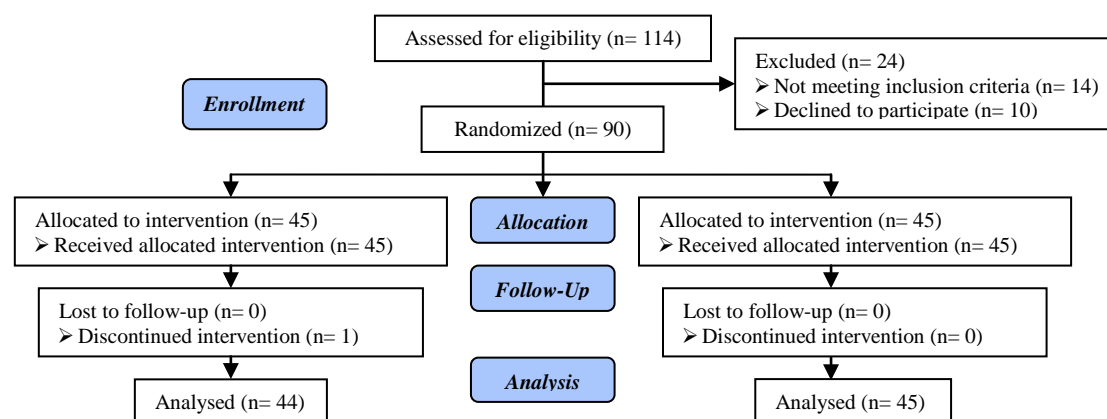 Assessed for eligibility (n= 114)
Excluded (n= 24)
➢ Not meeting inclusion criteria (n= 14)
➢ Declined to participate (n= 10)
Enrollment
Randomized (n= 90)
Allocated to intervention (n= 45)
➢ Received allocated intervention (n= 45)
Allocation
Allocated to intervention (n= 45)
➢ Received allocated intervention (n= 45)
Follow-Up
Lost to follow-up (n= 0)
➢ Discontinued intervention (n= 1)
Lost to follow-up (n= 0)
➢ Discontinued intervention (n= 0)
Analysis
Analysed (n= 44)
Analysed (n= 45)